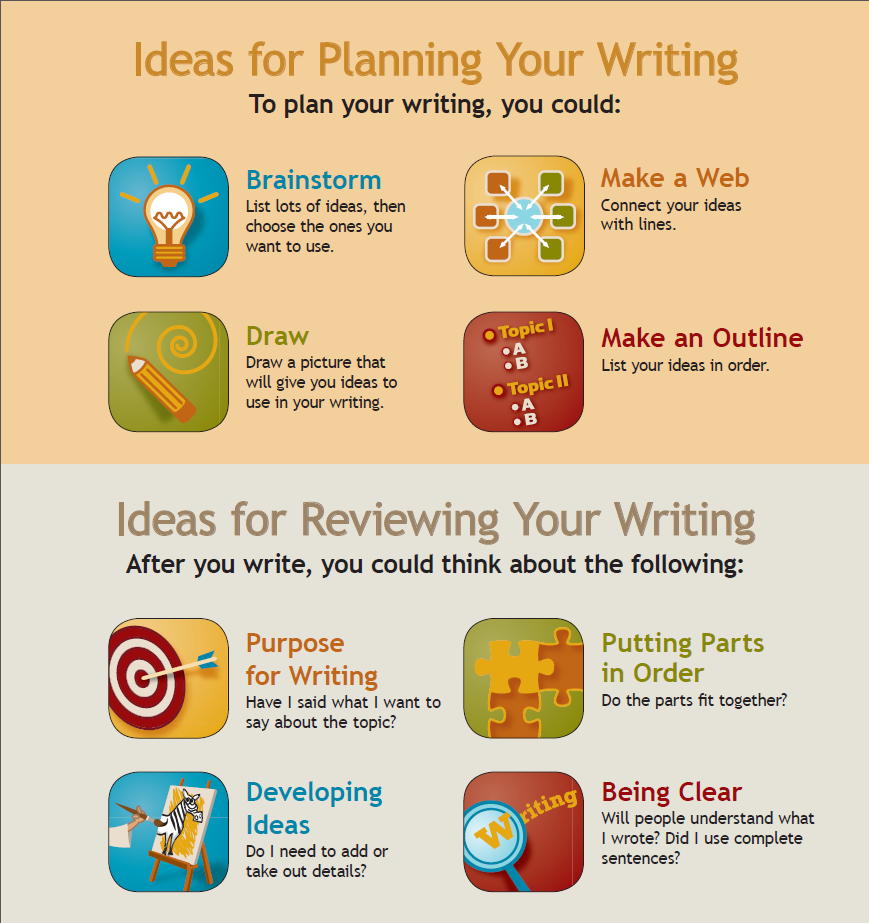 Ideas for Planning Your Writing
To plan your writing, you could:
Brainstorm
List lots of ideas, then
choose the ones you
want to use.
Make a Web
Connect your ideas
with lines.
Draw
Draw a picture that
will give you ideas to
use in your writing.
Topic I
A
B
Topic II
A
B
Make an Outline
List your ideas in order.
Ideas for Reviewing Your Writing
After you write, you could think about the following:
Purpose
for Writing
Have I said what I want to
say about the topic?
Putting Parts
in Order
Do the parts fit together?
Developing
Ideas
Do I need to add or
take out details?
Writing
Being Clear
Will people understand what
I wrote? Did I use complete
sentences?